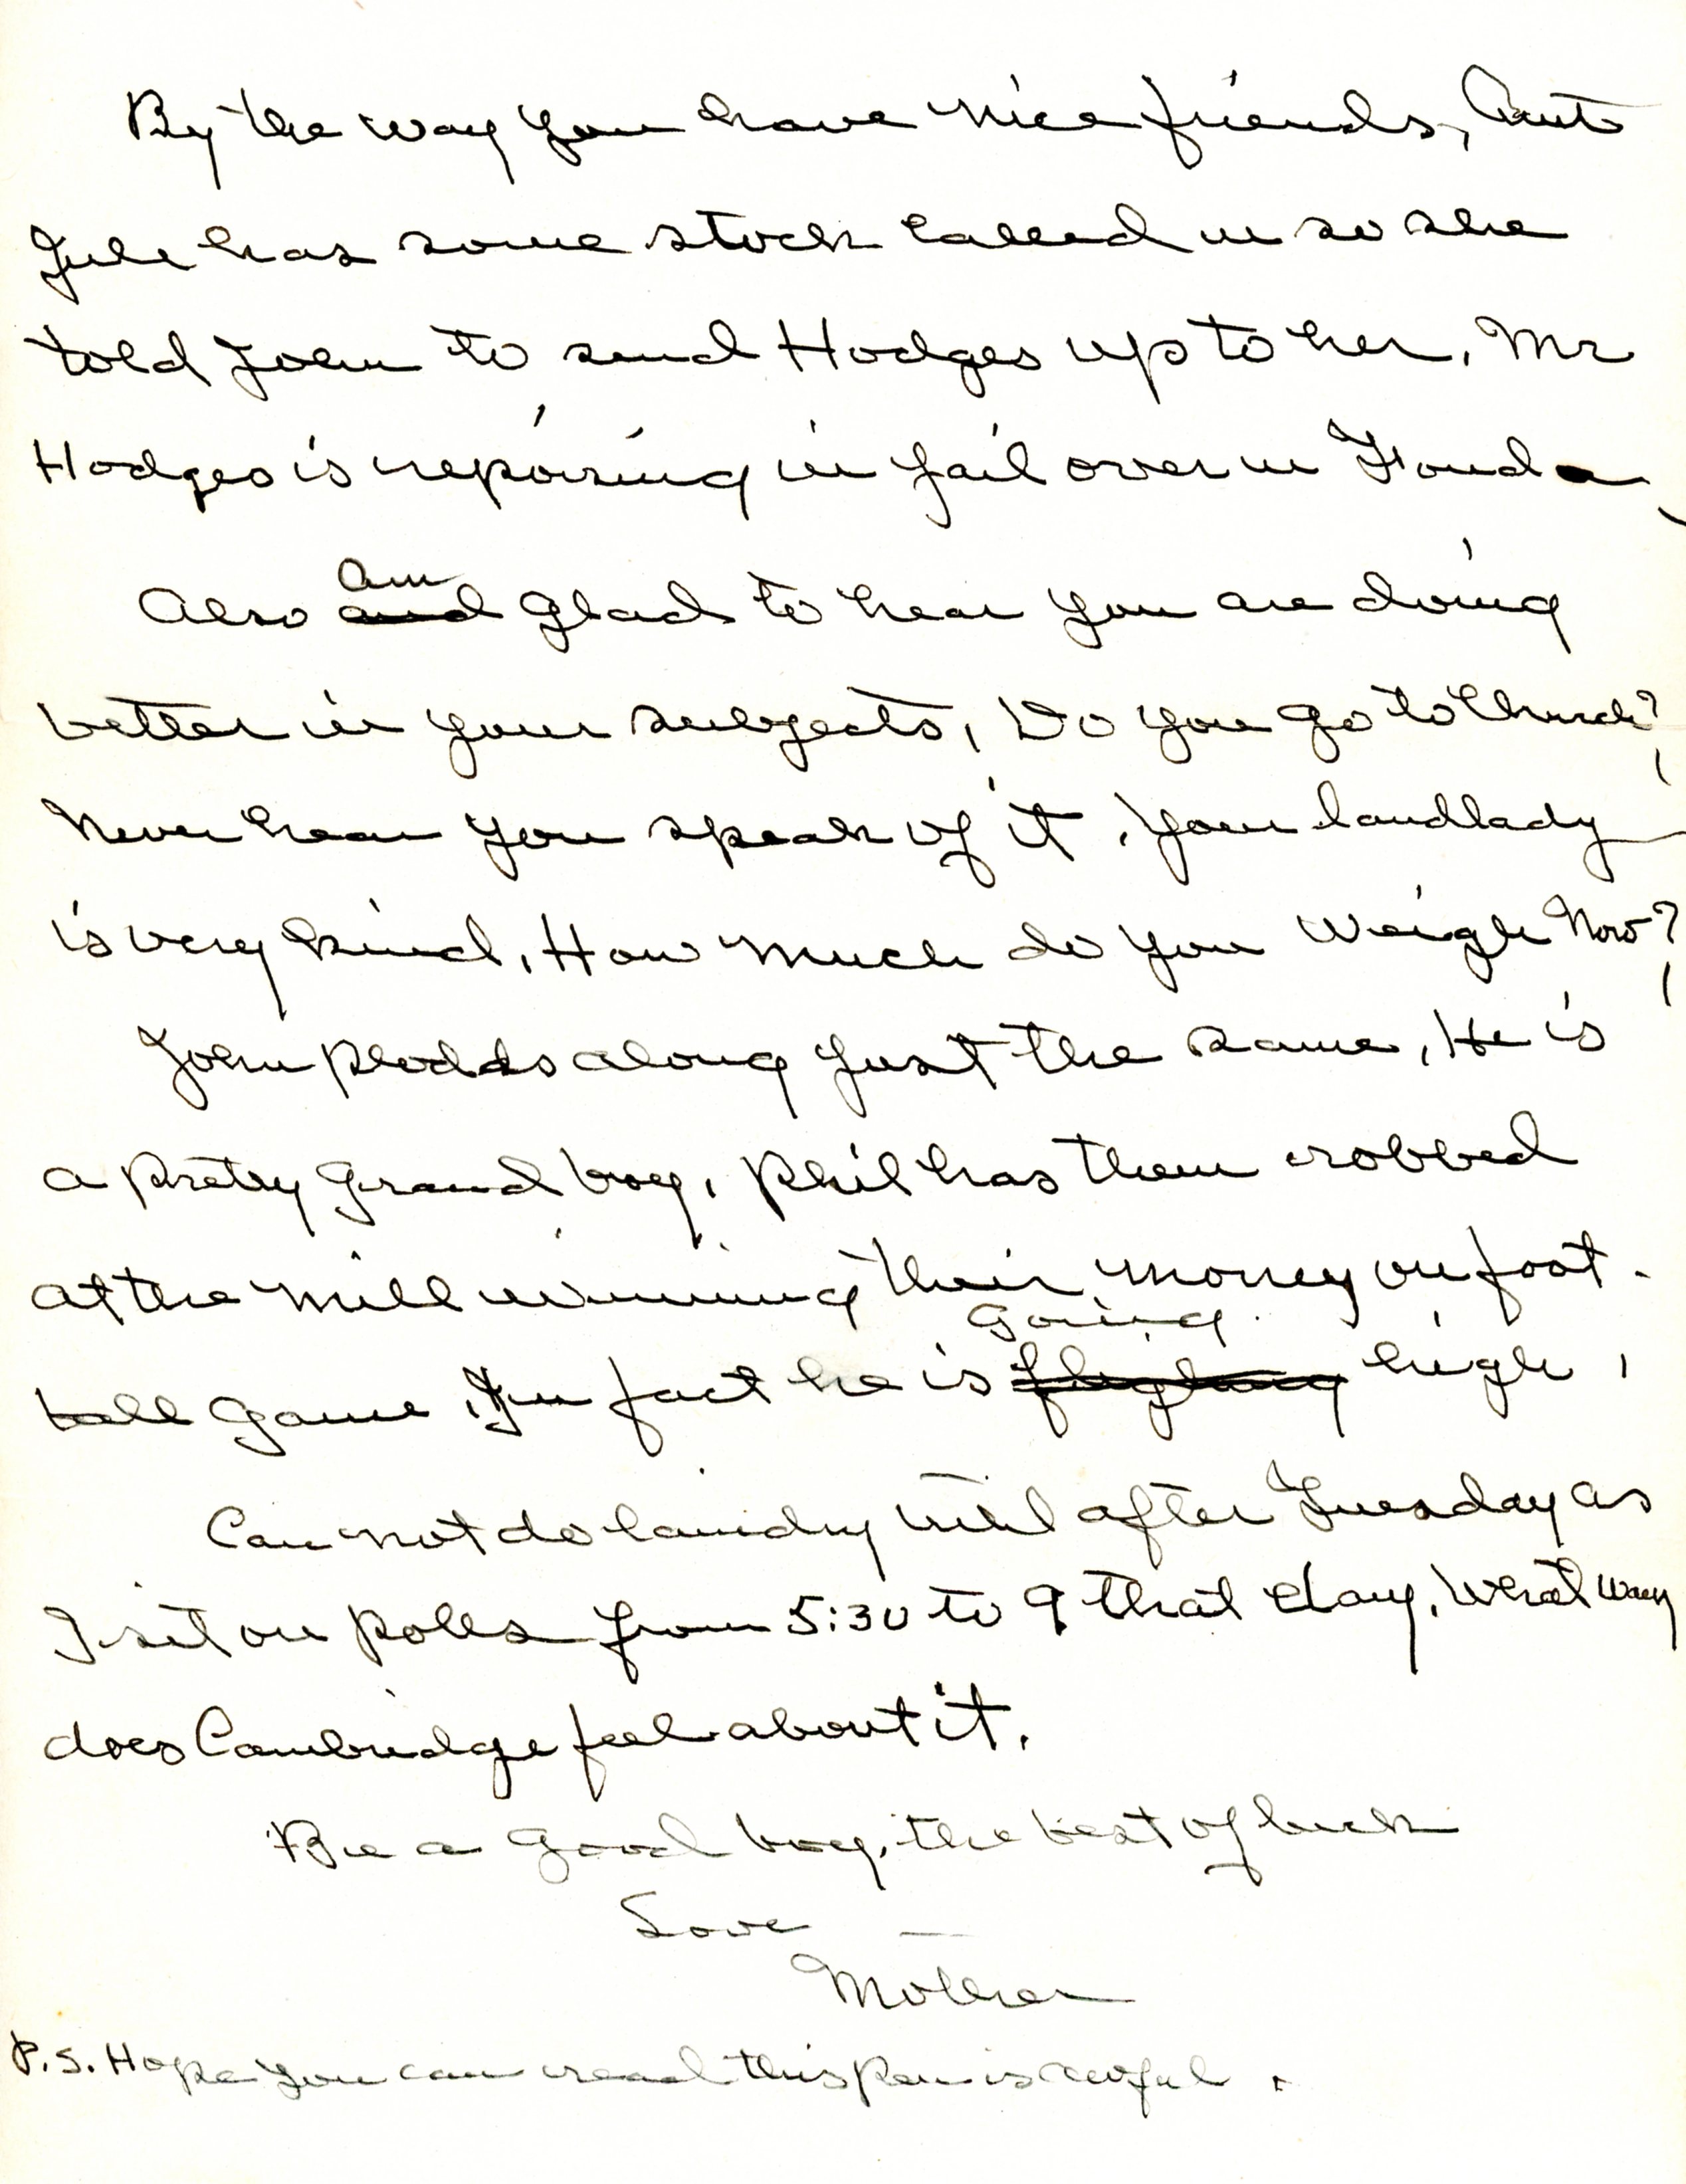 By the way you have nice friends, Aunt
Jule has some stock called in so she
told John to send Hodges up to her. Mr
Hodges is reposing in jail over in Fonda,
Also am and glad to hear you are doing
better in your subjects, Do you go to Church?
Never hear you speak of it. Your landlady
is very kind, How much do you weigh Now?
John plodds along just the same, He is
a prety grand boy, Phil has them robbed
at the mill winning their money on foot-
ball game. In fact he is going high,
Can not do laundry until after Tuesday as
I sit on polls from 5:30 to 9 that day. What way
does Cambridge feel about it.
Be a good boy, the best of luck
Love —
Mother
P.S. Hope you can read this pen is awful.